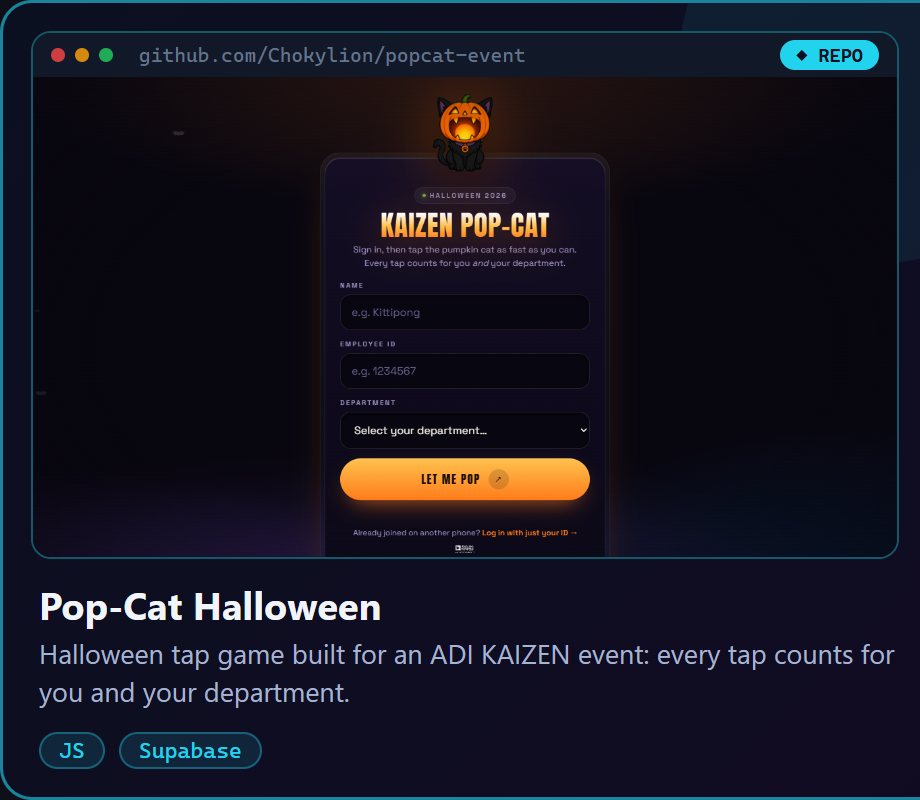 github.com/Chokylion/popcat-event
◆ REPO
HALLOWEEN 2026
KAIZEN POP-CAT
Sign in, then tap the pumpkin cat as fast as you can.
Every tap counts for you and your department.
NAME
e.g. Kittipong
EMPLOYEE ID
e.g. 1234567
DEPARTMENT
Select your department...
LET ME POP ↗
Already joined on another phone? Log in with just your ID →
Pop-Cat Halloween
Halloween tap game built for an ADI KAIZEN event: every tap counts for
you and your department.
JS
Supabase